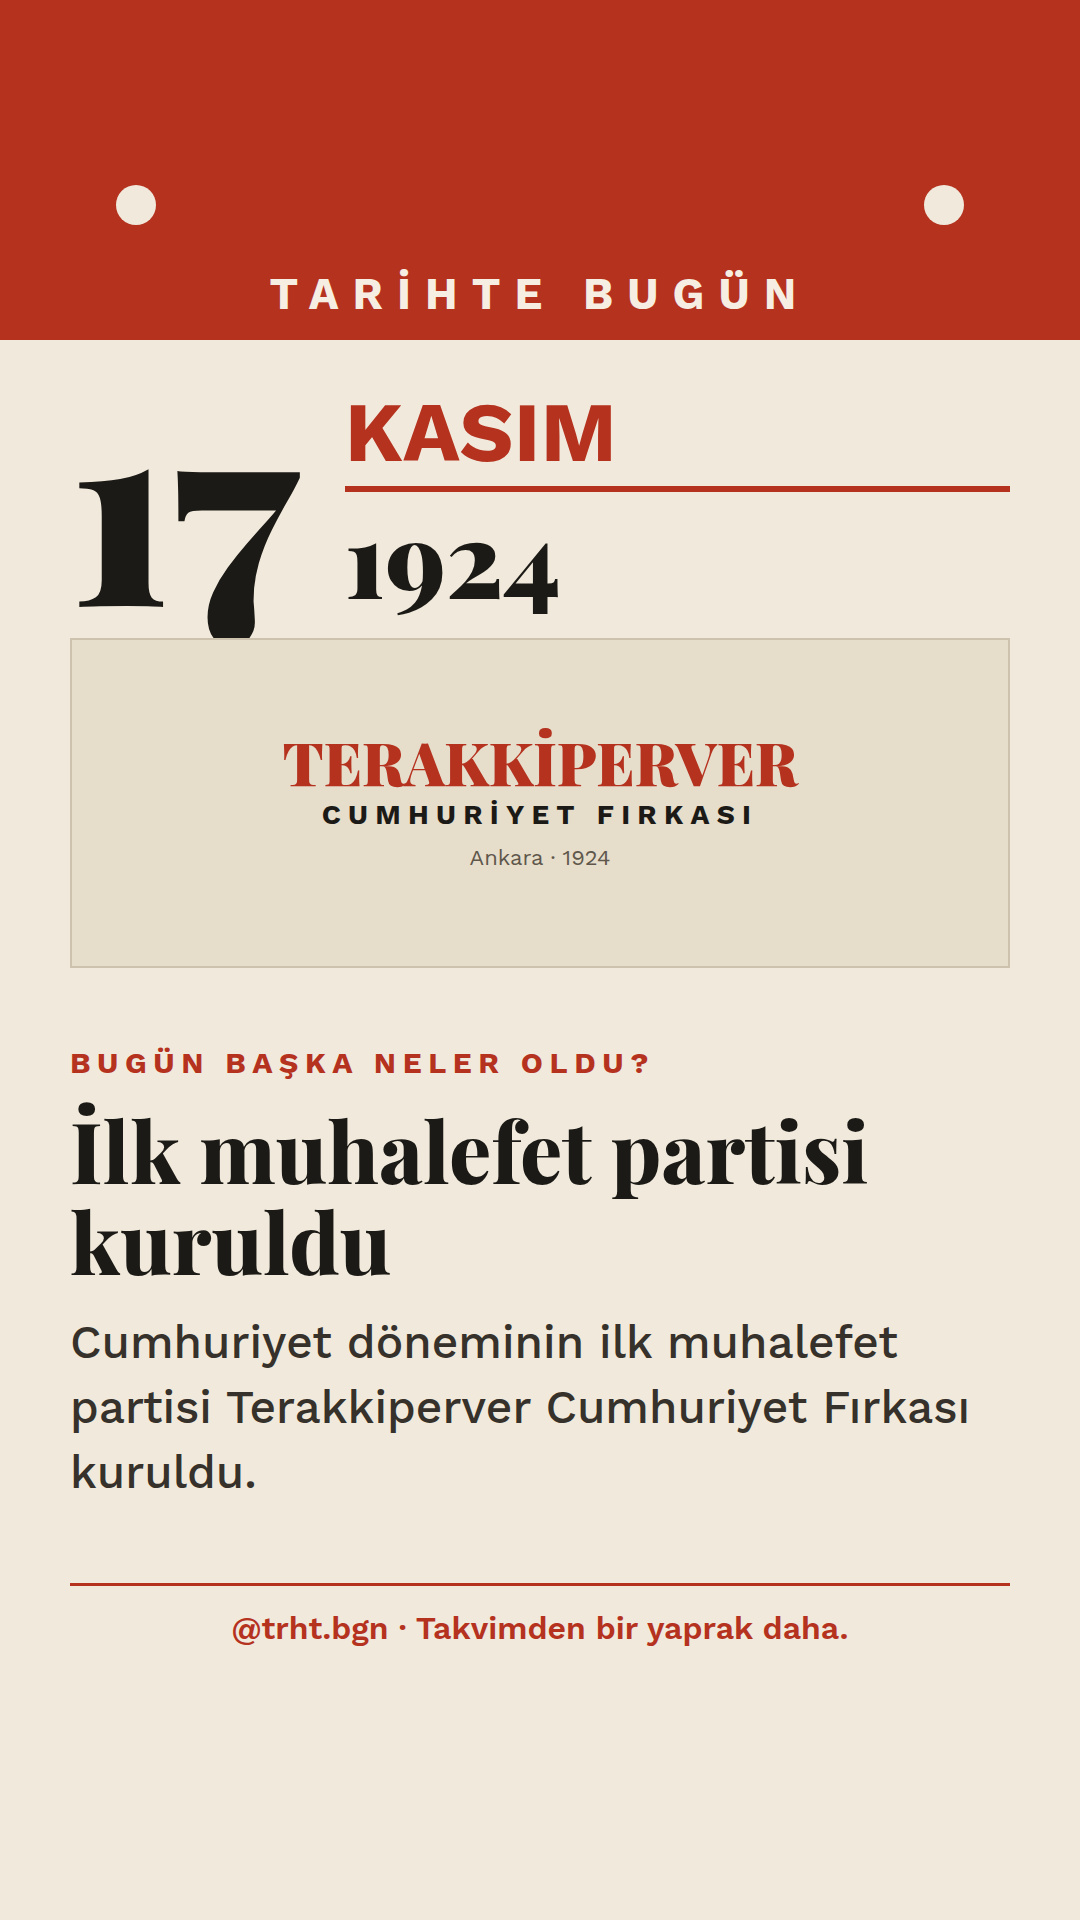 TARİHTE BUGÜN
17
KASIM
1924
TERAKKİPERVER
CUMHURİYET FIRKASI
Ankara · 1924
BUGÜN BAŞKA NELER OLDU?
İlk muhalefet partisi
kuruldu
Cumhuriyet döneminin ilk muhalefet
partisi Terakkiperver Cumhuriyet Fırkası
kuruldu.
@trht.bgn · Takvimden bir yaprak daha.